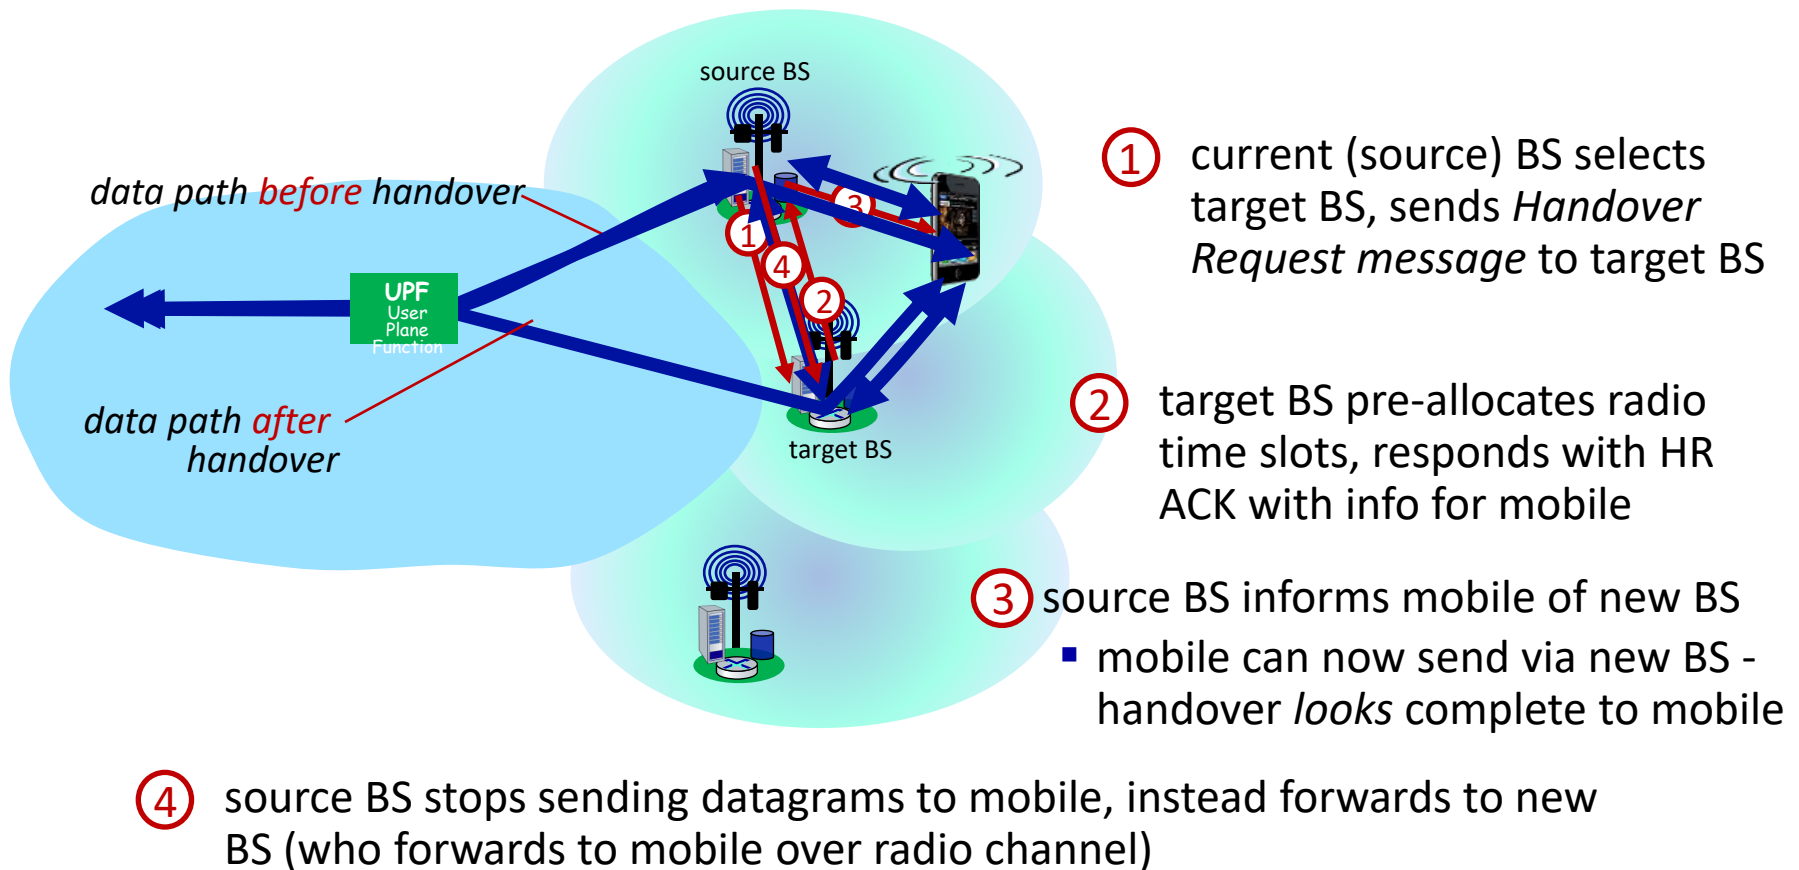 source BS
data path before handover
UPF
User
Plane
Function
data path after
handover
1
4
2
3
target BS
1 current (source) BS selects
target BS, sends Handover
Request message to target BS
2 target BS pre-allocates radio
time slots, responds with HR
ACK with info for mobile
3 source BS informs mobile of new BS
▪ mobile can now send via new BS -
handover looks complete to mobile
4 source BS stops sending datagrams to mobile, instead forwards to new
BS (who forwards to mobile over radio channel)